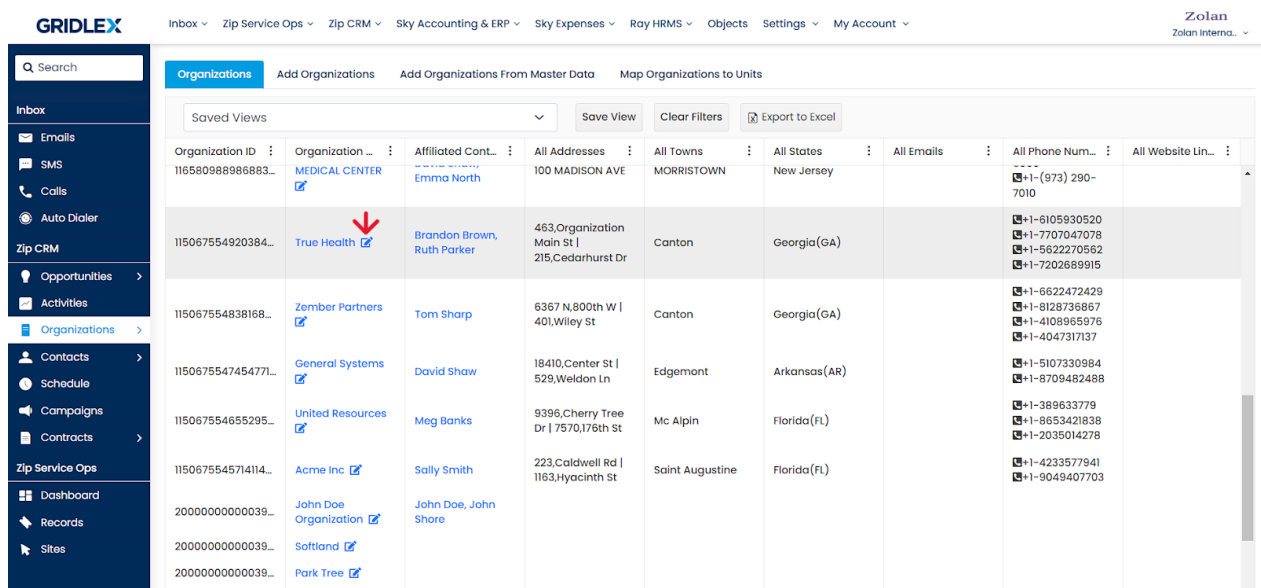 GRIDLEX
Inbox Zip Service Ops Zip CRM Sky Accounting & ERP Sky Expenses Ray HRMS Objects Settings My Account
Zolan
Zolan Interna..
Search
Inbox
Emails
SMS
Calls
Auto Dialer
Zip CRM
Opportunities
Activities
Organizations
Contacts
Schedule
Campaigns
Contracts
Zip Service Ops
Dashboard
Records
Sites
Organizations Add Organizations Add Organizations From Master Data Map Organizations to Units
Saved Views Save View Clear Filters Export to Excel
Organization ID Organization ... Affiliated Cont... All Addresses All Towns All States All Emails All Phone Num... All Website Lin...
116580988986883... MEDICAL CENTER Emma North 100 MADISON AVE MORRISTOWN New Jersey
+1-(973) 290-
7010
115067554920384... True Health
Brandon Brown,
Ruth Parker
463,Organization
Main St |
215,Cedarhurst Dr
Canton Georgia(GA)
+1-6105930520
+1-7707047078
+1-5622270562
+1-7202689915
115067554838168... Zember Partners Tom Sharp
6367 N,800th W |
401,Wiley St
Canton Georgia(GA)
+1-6622472429
+1-8128736867
+1-4108965976
+1-4047317137
115067554745477... General Systems David Shaw
18410,Center St |
529,Weldon Ln
Edgemont Arkansas(AR)
+1-5107330984
+1-8709482488
115067554655295... United Resources Meg Banks
9396,Cherry Tree
Dr | 7570,176th St
Mc Alpin Florida(FL)
+1-389633779
+1-8653421838
+1-2035014278
1150675545714114... Acme Inc Sally Smith
223,Caldwell Rd |
1163,Hyacinth St
Saint Augustine Florida(FL)
+1-4233577941
+1-9049407703
20000000000039...
John Doe
Organization
John Doe, John
Shore
20000000000039... Softland
20000000000039... Park Tree